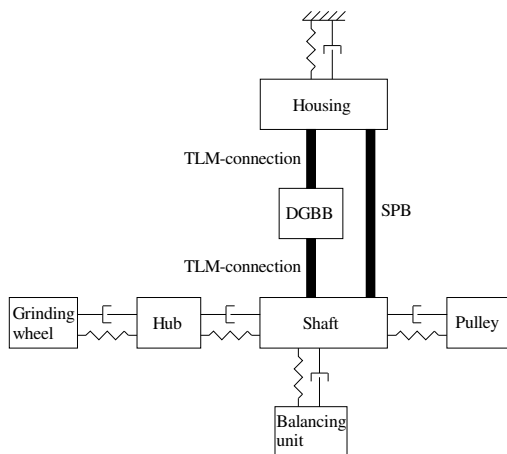 Housing
TLM-connection
DGBB
SPB
TLM-connection
Grinding
wheel
Hub
Shaft
Pulley
Balancing
unit